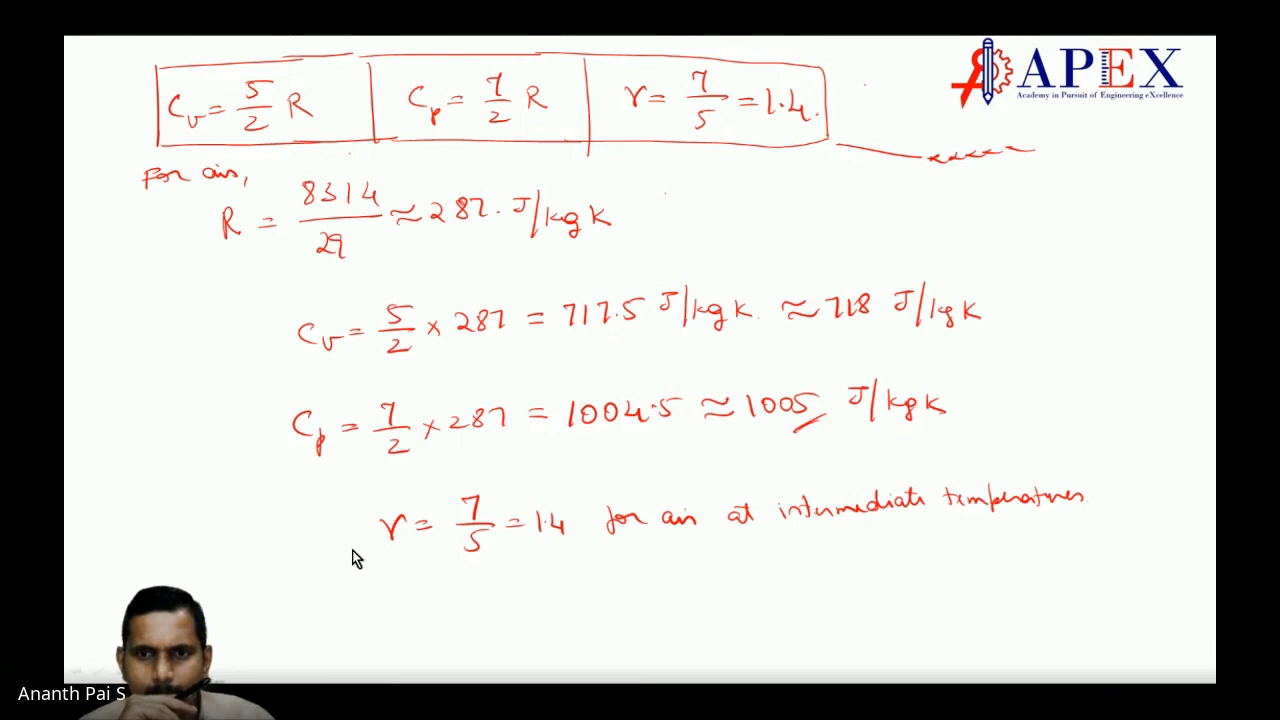 APEX
Academy in Pursuit of Engineering eXcellence
Cv = 5/2 R
Cp = 7/2 R
γ = 7/5 = 1.4.
For air,
R = 8314/29 ≈ 287. J/kg K
Cv = 5/2 × 287 = 717.5 J/kg K. ≈ 718 J/kg K
Cp = 7/2 × 287 = 1004.5 ≈ 1005 J/kg K
γ = 7/5 = 1.4 for air at intermediate temperatures
Ananth Pai S